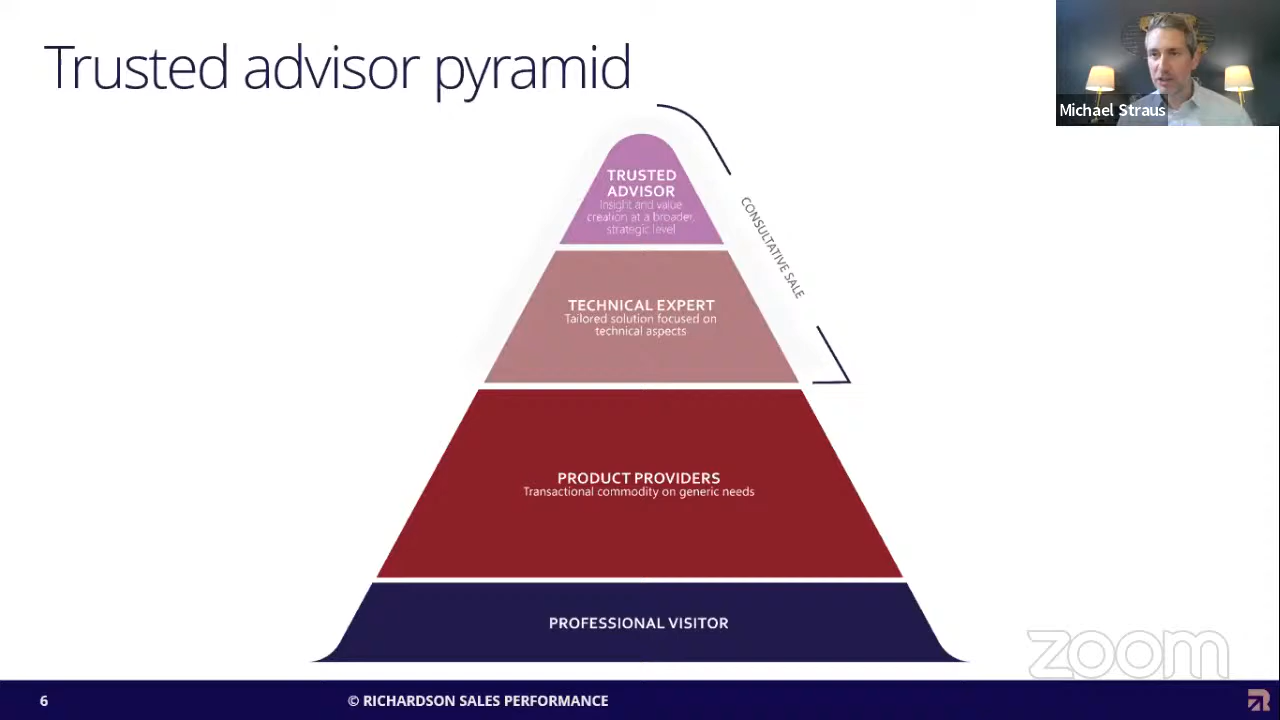 Trusted advisor pyramid
Michael Straus
TRUSTED
ADVISOR
Insight and value
creation at a broader,
strategic level
CONSULTATIVE SALE
TECHNICAL EXPERT
Tailored solution focused on
technical aspects
PRODUCT PROVIDERS
Transactional commodity on generic needs
PROFESSIONAL VISITOR
zoom
6
© RICHARDSON SALES PERFORMANCE